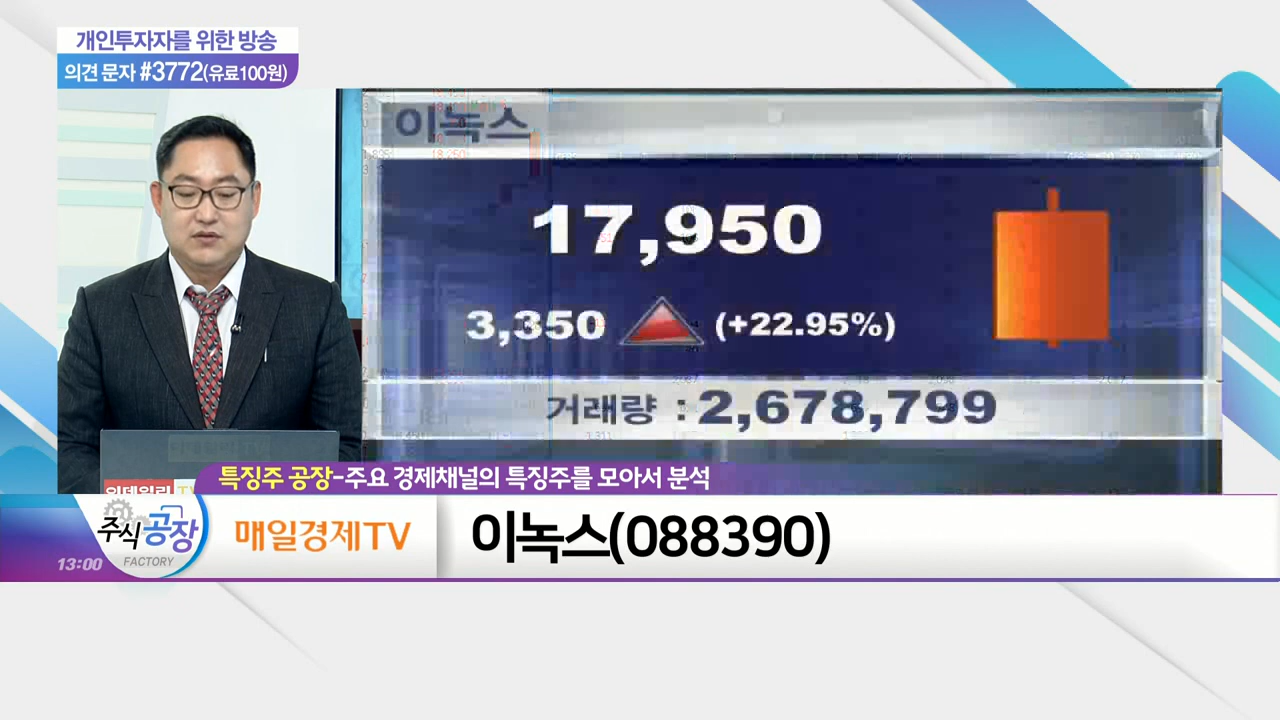 개인투자자를 위한 방송
의견 문자 #3772(유료100원)
이녹스
17,950
3,350 (+22.95%)
거래량 : 2,678,799
특징주 공장-주요 경제채널의 특징주를 모아서 분석
주식공장
FACTORY
13:00
매일경제TV
이녹스(088390)